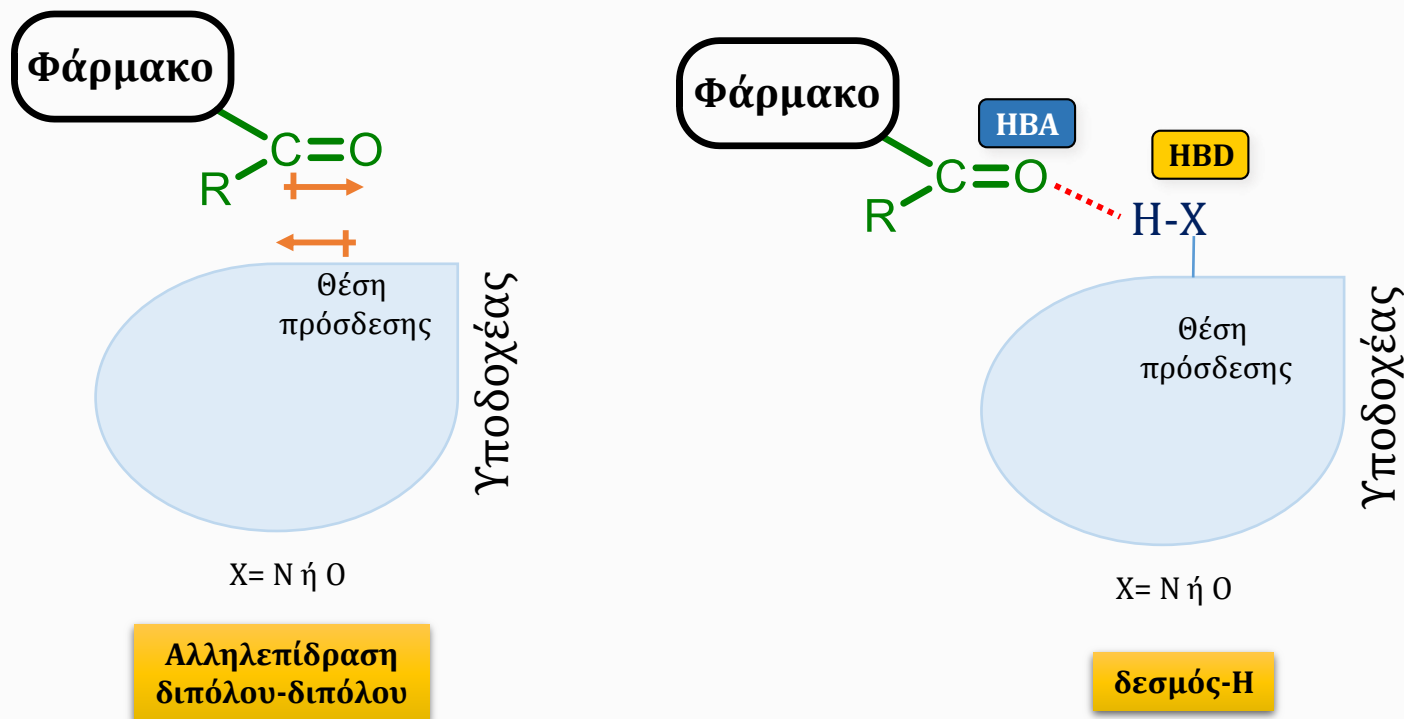 Φάρμακο
C=O
R
Θέση
πρόσδεσης
Υποδοχέας
X= N ή O
Αλληλεπίδραση
διπόλου-διπόλου
Φάρμακο
HBA
HBD
C=O
R
H-X
Θέση
πρόσδεσης
Υποδοχέας
X= N ή O
δεσμός-Η